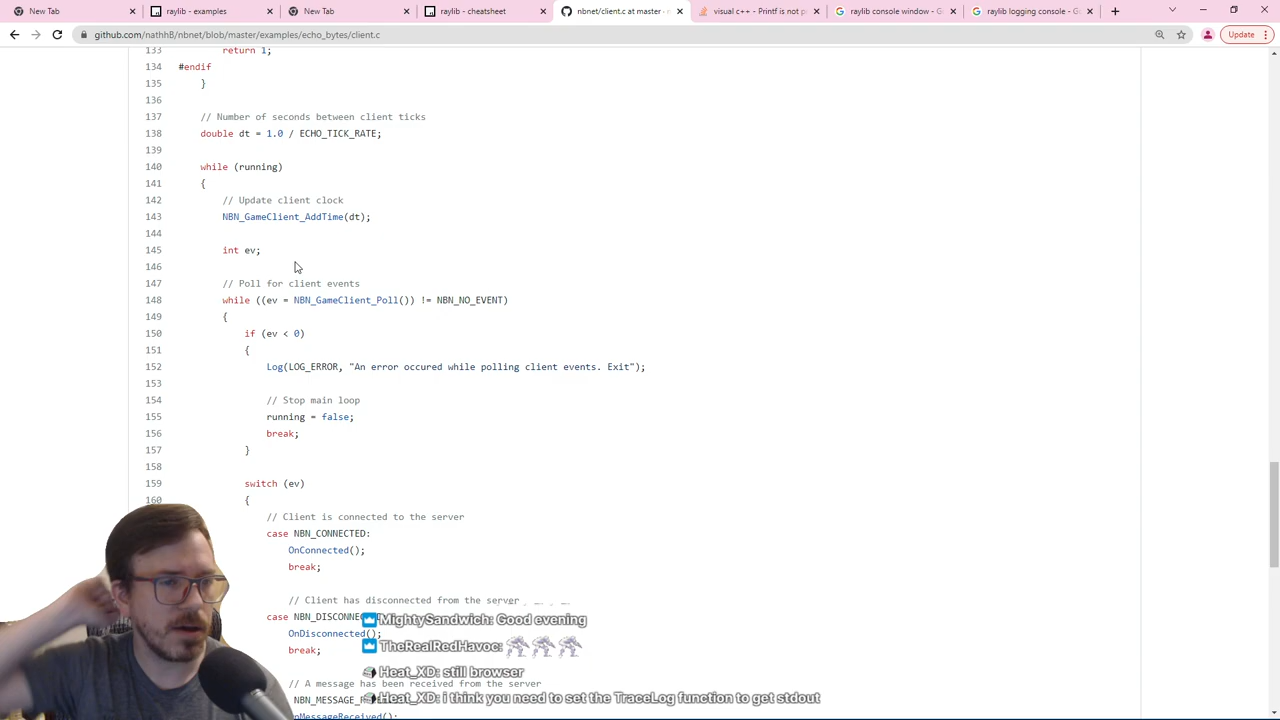 New Tab
raylib - examples
New Tab
raylib - cheatsheet
nbnet/client.c at master ·
visual c++ - Printf is not p
raylib console window - G
raylib logging console - G
github.com/nathhB/nbnet/blob/master/examples/echo_bytes/client.c
Update
133 return 1;
134 #endif
135 }
136
137 // Number of seconds between client ticks
138 double dt = 1.0 / ECHO_TICK_RATE;
139
140 while (running)
141 {
142 // Update client clock
143 NBN_GameClient_AddTime(dt);
144
145 int ev;
146
147 // Poll for client events
148 while ((ev = NBN_GameClient_Poll()) != NBN_NO_EVENT)
149 {
150 if (ev < 0)
151 {
152 Log(LOG_ERROR, "An error occured while polling client events. Exit");
153
154 // Stop main loop
155 running = false;
156 break;
157 }
158
159 switch (ev)
160 {
// Client is connected to the server
case NBN_CONNECTED:
OnConnected();
break;
// Client has disconnected from the server
case NBN_DISCONNECTED
OnDisconnected();
break;
// A message has been received from the server
NBN_MESSAGE_RE
OnMessageReceived();
MightySandwich: Good evening
TheRealRedHavoc:
Heat_XD: still browser
Heat_XD: i think you need to set the TraceLog function to get stdout